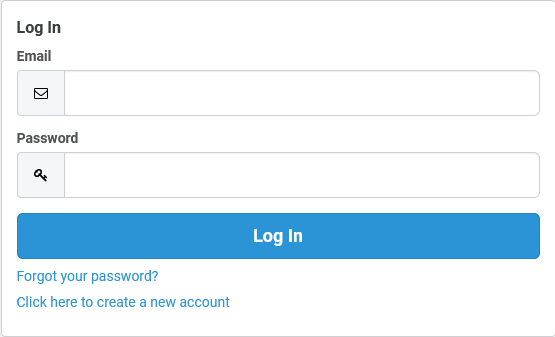 Log In
Email
Password
Log In
Forgot your password?
Click here to create a new account